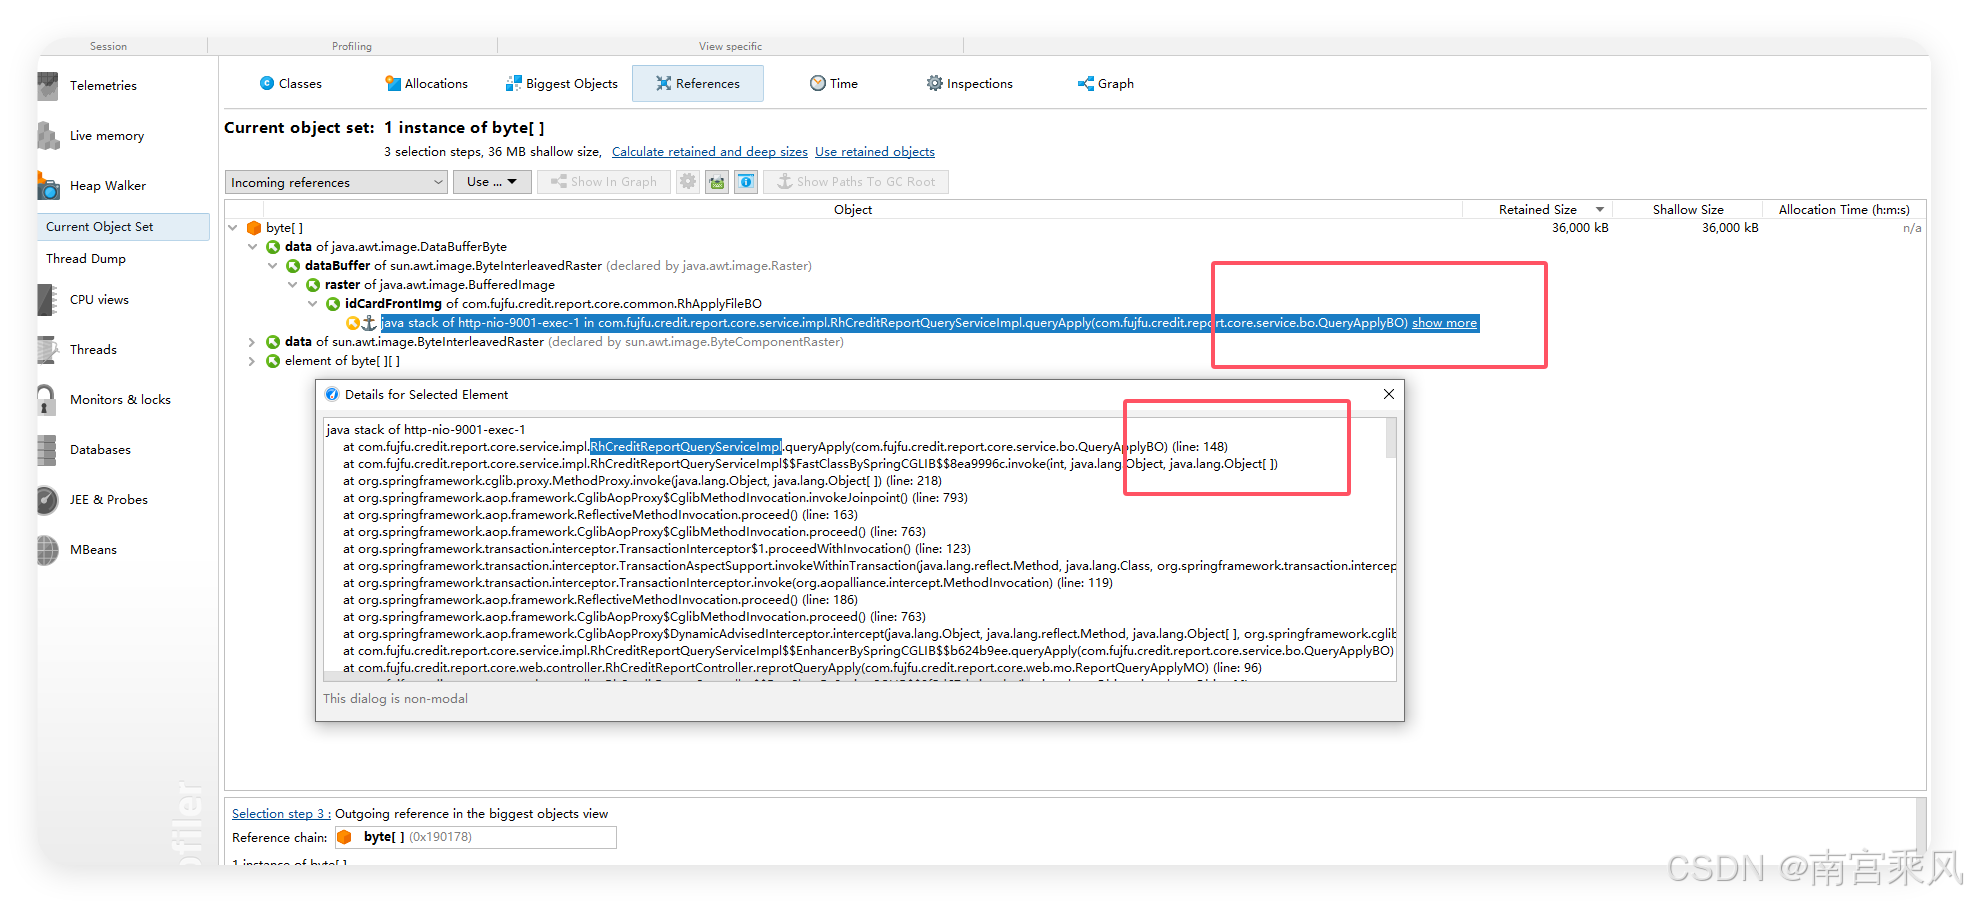 Session Profiling View specific
Telemetries
Live memory
Heap Walker
Current Object Set
Thread Dump
CPU views
Threads
Monitors & locks
Databases
JEE & Probes
MBeans
Classes Allocations Biggest Objects References Time Inspections Graph
Current object set: 1 instance of byte[ ]
3 selection steps, 36 MB shallow size, Calculate retained and deep sizes Use retained objects
Incoming references Use ... Show In Graph Show Paths To GC Root
Object Retained Size Shallow Size Allocation Time (h:m:s)
byte[ ] 36,000 kB 36,000 kB n/a
data of java.awt.image.DataBufferByte
dataBuffer of sun.awt.image.ByteInterleavedRaster (declared by java.awt.image.Raster)
raster of java.awt.image.BufferedImage
idCardFrontImg of com.fujfu.credit.report.core.common.RhApplyFileBO
java stack of http-nio-9001-exec-1 in com.fujfu.credit.report.core.service.impl.RhCreditReportQueryServiceImpl.queryApply(com.fujfu.credit.report.core.service.bo.QueryApplyBO) show more
data of sun.awt.image.ByteInterleavedRaster (declared by sun.awt.image.ByteComponentRaster)
element of byte[ ][ ]
Details for Selected Element
java stack of http-nio-9001-exec-1
at com.fujfu.credit.report.core.service.impl.RhCreditReportQueryServiceImpl.queryApply(com.fujfu.credit.report.core.service.bo.QueryApplyBO) (line: 148)
at com.fujfu.credit.report.core.service.impl.RhCreditReportQueryServiceImpl$$FastClassBySpringCGLIB$$8ea9996c.invoke(int, java.lang.Object, java.lang.Object[ ])
at org.springframework.cglib.proxy.MethodProxy.invoke(java.lang.Object, java.lang.Object[ ]) (line: 218)
at org.springframework.aop.framework.CglibAopProxy$CglibMethodInvocation.invokeJoinpoint() (line: 793)
at org.springframework.aop.framework.ReflectiveMethodInvocation.proceed() (line: 163)
at org.springframework.aop.framework.CglibAopProxy$CglibMethodInvocation.proceed() (line: 763)
at org.springframework.transaction.interceptor.TransactionInterceptor$1.proceedWithInvocation() (line: 123)
at org.springframework.transaction.interceptor.TransactionAspectSupport.invokeWithinTransaction(java.lang.reflect.Method, java.lang.Class, org.springframework.transaction.intercep
at org.springframework.transaction.interceptor.TransactionInterceptor.invoke(org.aopalliance.intercept.MethodInvocation) (line: 119)
at org.springframework.aop.framework.ReflectiveMethodInvocation.proceed() (line: 186)
at org.springframework.aop.framework.CglibAopProxy$CglibMethodInvocation.proceed() (line: 763)
at org.springframework.aop.framework.CglibAopProxy$DynamicAdvisedInterceptor.intercept(java.lang.Object, java.lang.reflect.Method, java.lang.Object[ ], org.springframework.cglib
at com.fujfu.credit.report.core.service.impl.RhCreditReportQueryServiceImpl$$EnhancerBySpringCGLIB$$b624b9ee.queryApply(com.fujfu.credit.report.core.service.bo.QueryApplyBO)
at com.fujfu.credit.report.core.web.controller.RhCreditReportController.reprotQueryApply(com.fujfu.credit.report.core.web.mo.ReportQueryApplyMO) (line: 96)
This dialog is non-modal
Selection step 3 : Outgoing reference in the biggest objects view
Reference chain: byte[ ] (0x190178)
1 instance of byte[ ]
CSDN @南宫乘风